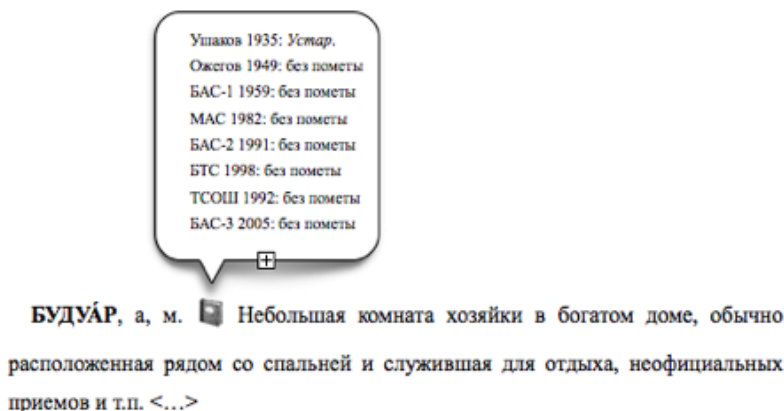 Ушаков 1935: Устар.
Ожегов 1949: без пометы
БАС-1 1959: без пометы
МАС 1982: без пометы
БАС-2 1991: без пометы
БТС 1998: без пометы
ТСОШ 1992: без пометы
БАС-3 2005: без пометы
БУДУА́Р, а, м. Небольшая комната хозяйки в богатом доме, обычно
расположенная рядом со спальней и служившая для отдыха, неофициальных
приемов и т.п. <…>